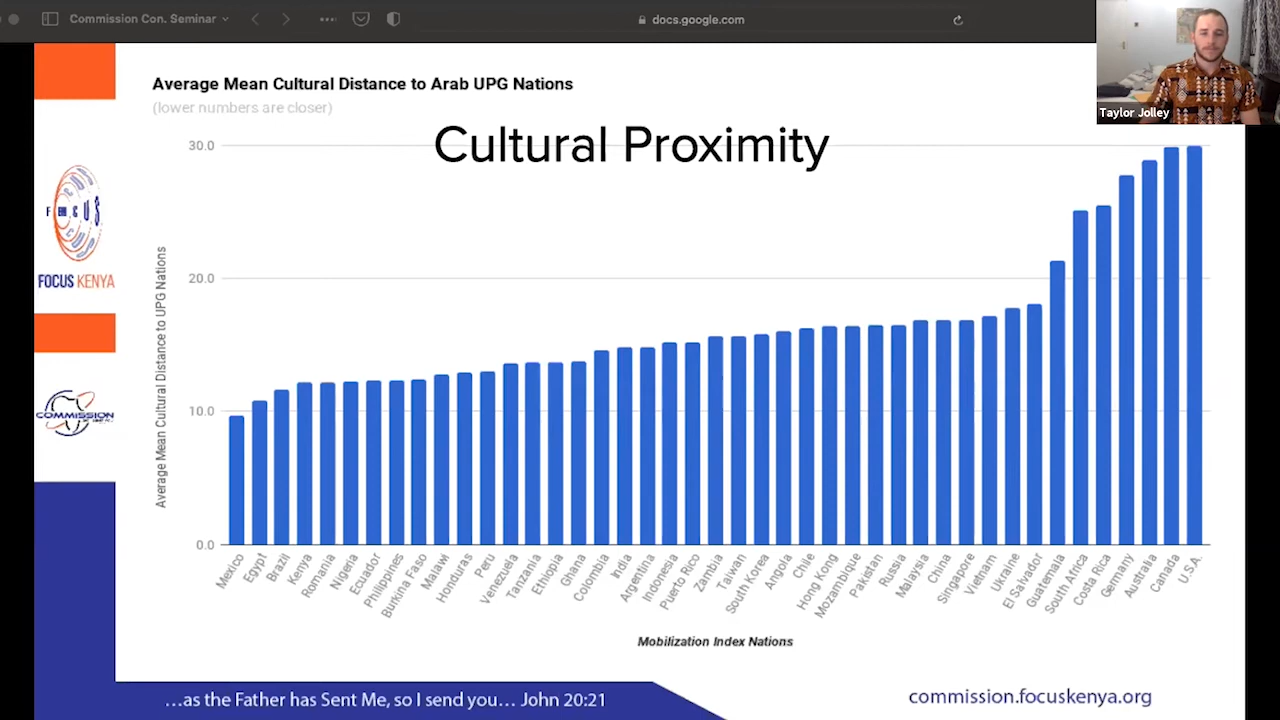 Commission Con. Seminar
docs.google.com
Taylor Jolley
Average Mean Cultural Distance to Arab UPG Nations
(lower numbers are closer)
Cultural Proximity
30.0
20.0
10.0
0.0
Average Mean Cultural Distance to UPG Nations
Mexico
Egypt
Brazil
Kenya
Romania
Nigeria
Ecuador
Philippines
Burkina Faso
Malawi
Honduras
Peru
Venezuela
Tanzania
Ethiopia
Ghana
Colombia
India
Argentina
Indonesia
Puerto Rico
Zambia
Taiwan
South Korea
Angola
Chile
Hong Kong
Mozambique
Pakistan
Russia
Malaysia
China
Singapore
Vietnam
Ukraine
El Salvador
Guatemala
South Africa
Costa Rica
Germany
Australia
Canada
U.S.A.
Mobilization Index Nations
FOCUS KENYA
COMMISSION
...as the Father has Sent Me, so I send you... John 20:21
commission.focuskenya.org